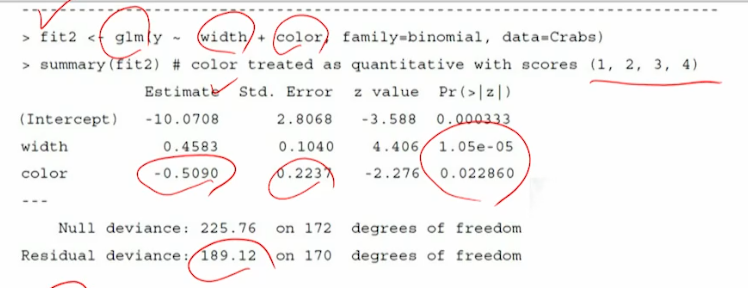 > fit2 <- glm(y ~ width + color, family=binomial, data=Crabs)
> summary(fit2) # color treated as quantitative with scores (1, 2, 3, 4)
Estimate Std. Error z value Pr(>|z|)
(Intercept) -10.0708 2.8068 -3.588 0.000333
width 0.4583 0.1040 4.406 1.05e-05
color -0.5090 0.2237 -2.276 0.022860
---
Null deviance: 225.76 on 172 degrees of freedom
Residual deviance: 189.12 on 170 degrees of freedom